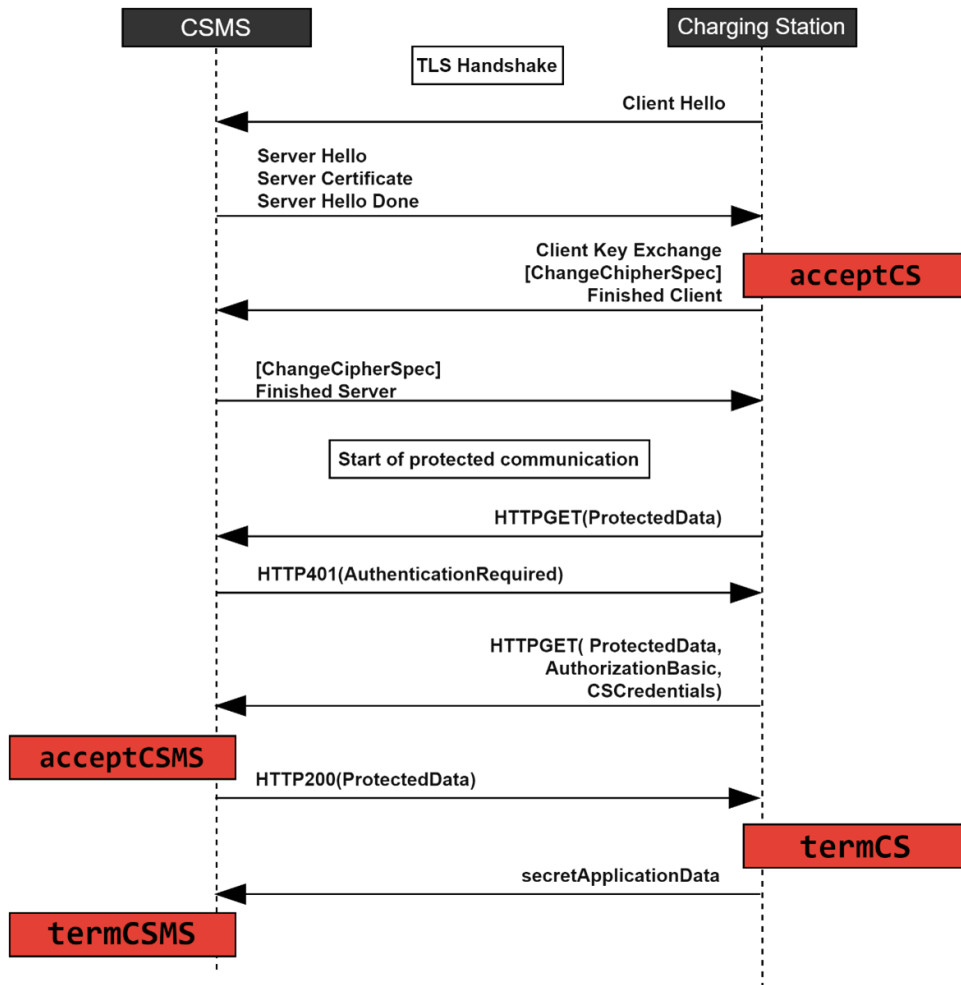 CSMS
Charging Station
TLS Handshake
Client Hello
Server Hello
Server Certificate
Server Hello Done
Client Key Exchange
[ChangeChipherSpec]
Finished Client
acceptCS
[ChangeCipherSpec]
Finished Server
Start of protected communication
HTTPGET(ProtectedData)
HTTP401(AuthenticationRequired)
HTTPGET( ProtectedData,
AuthorizationBasic,
CSCredentials)
acceptCSMS
HTTP200(ProtectedData)
termCS
secretApplicationData
termCSMS